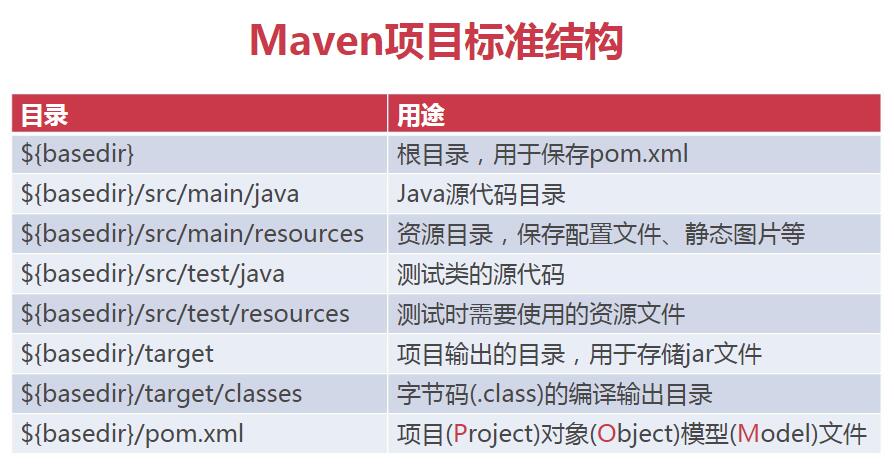 Maven项目标准结构
目录 用途
${basedir} 根目录，用于保存pom.xml
${basedir}/src/main/java Java源代码目录
${basedir}/src/main/resources 资源目录，保存配置文件、静态图片等
${basedir}/src/test/java 测试类的源代码
${basedir}/src/test/resources 测试时需要使用的资源文件
${basedir}/target 项目输出的目录，用于存储jar文件
${basedir}/target/classes 字节码(.class)的编译输出目录
${basedir}/pom.xml 项目(Project)对象(Object)模型(Model)文件